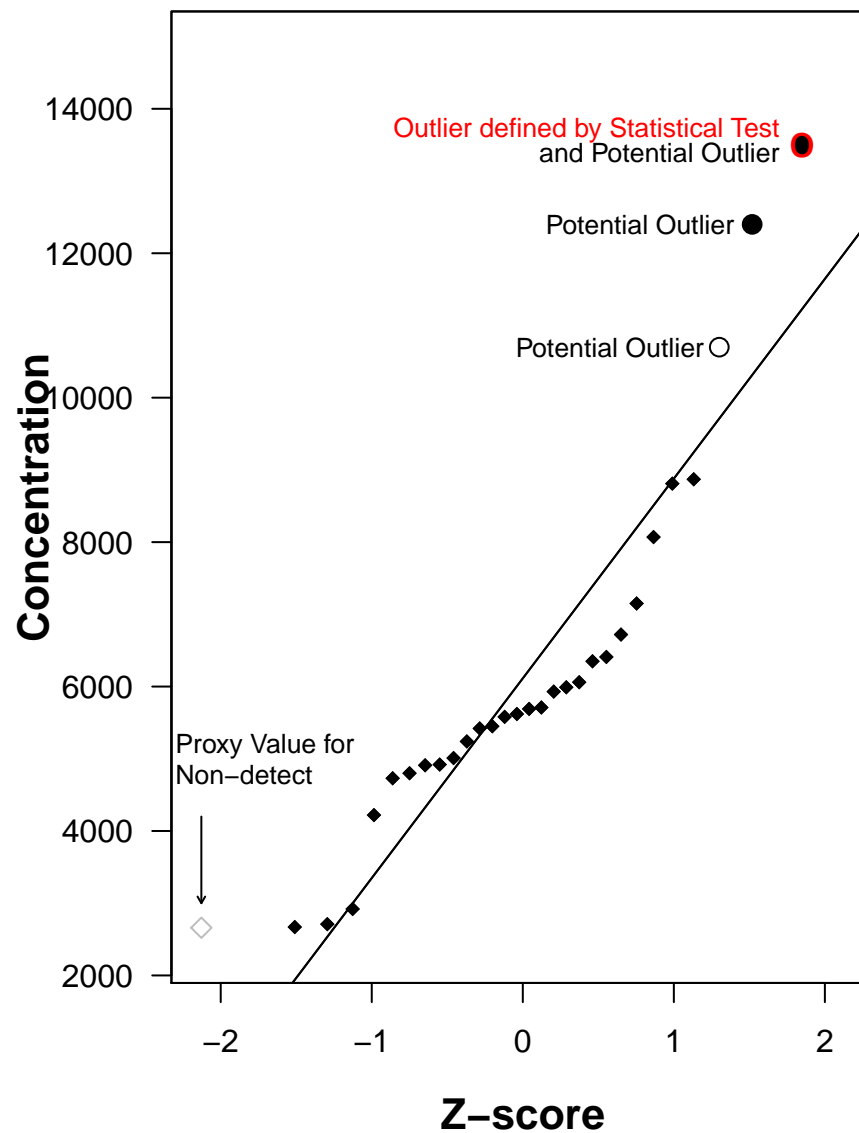 14000
Outlier defined by Statistical Test
and Potential Outlier
Potential Outlier
12000
Potential Outlier
10000
Concentration
8000
6000
Proxy Value for
Non−detect
4000
2000
−2 −1 0 1 2
Z−score